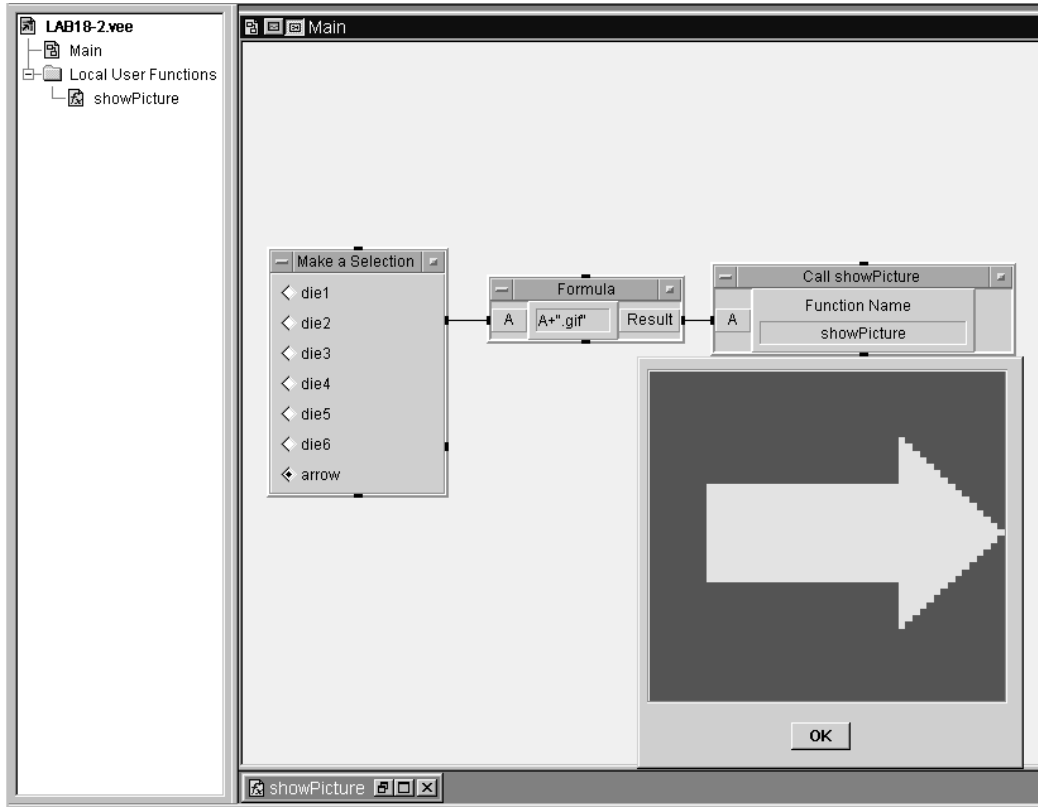 LAB18-2.vee
Main
Local User Functions
showPicture
Main
Make a Selection
die1
die2
die3
die4
die5
die6
arrow
Formula
A
A+".gif"
Result
Call showPicture
A
Function Name
showPicture
OK
showPicture